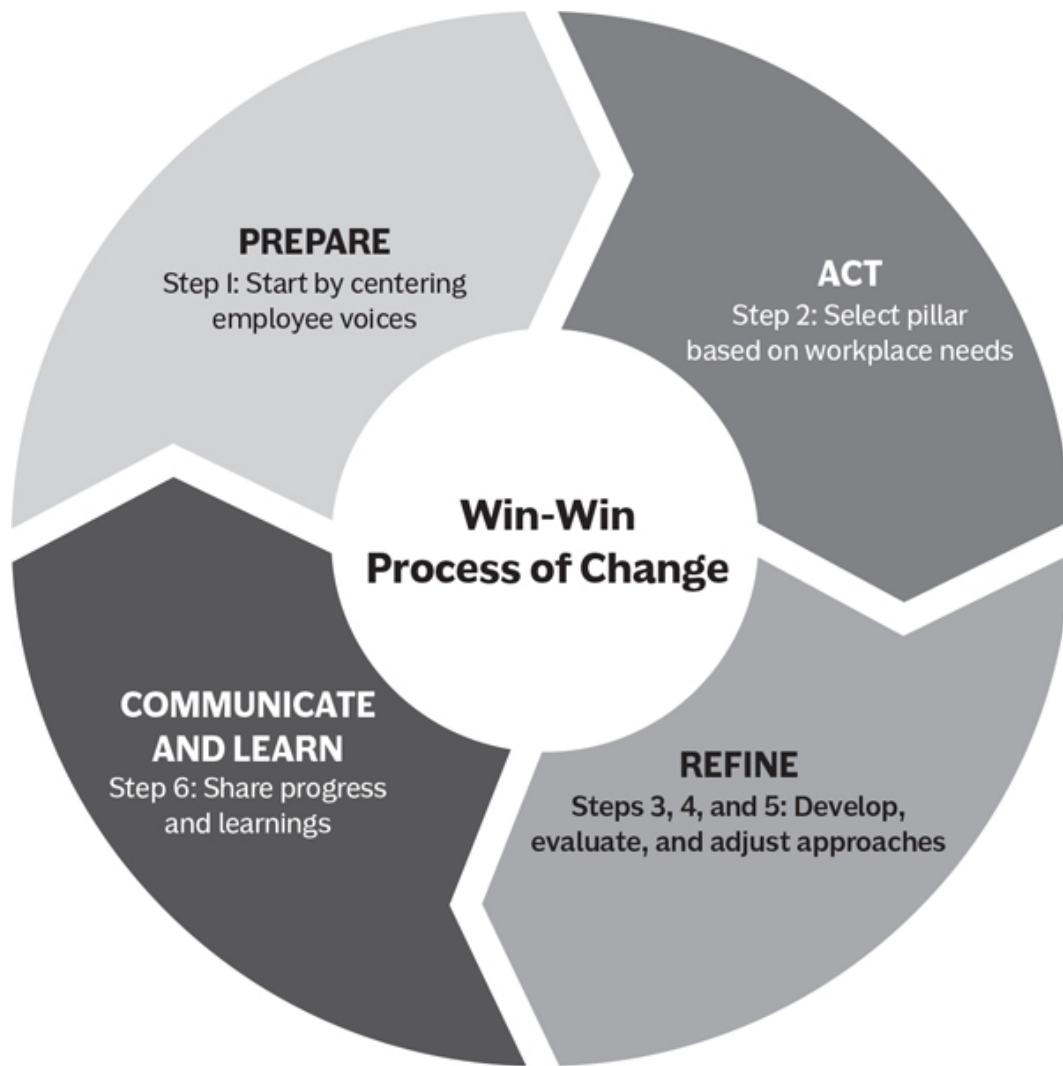 PREPARE
Step 1: Start by centering
employee voices
ACT
Step 2: Select pillar
based on workplace needs
Win-Win
Process of Change
REFINE
Steps 3, 4, and 5: Develop,
evaluate, and adjust approaches
COMMUNICATE
AND LEARN
Step 6: Share progress
and learnings